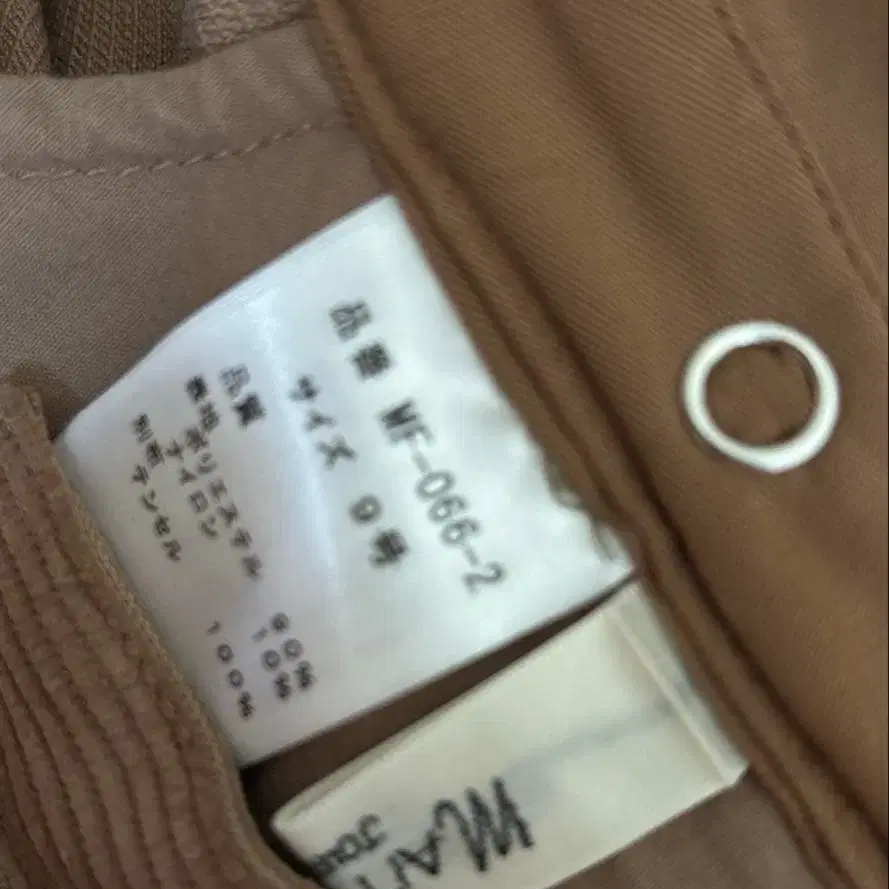 品番 MF-066-2
サイズ 9号
品質
表地 ポリエステル 90%
ナイロン 10%
別布 テンセル 100%